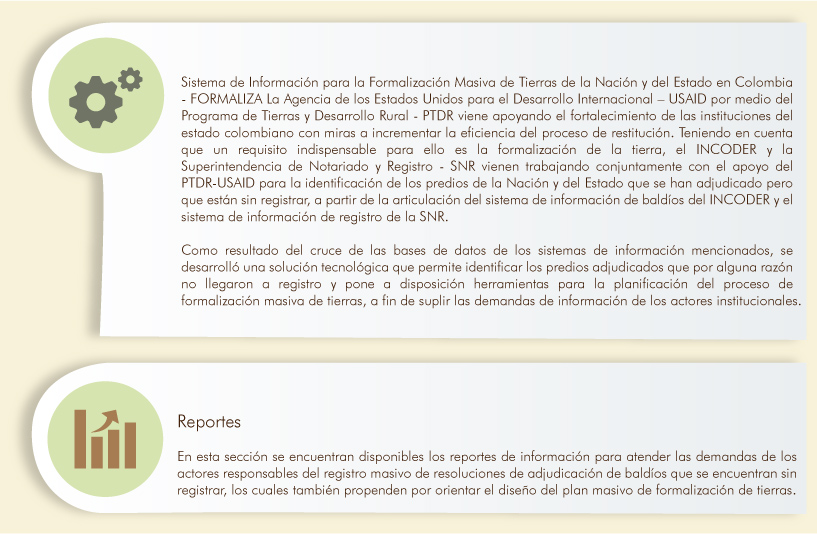 Sistema de Información para la Formalización Masiva de Tierras de la Nación y del Estado en Colombia
- FORMALIZA La Agencia de los Estados Unidos para el Desarrollo Internacional – USAID por medio del
Programa de Tierras y Desarrollo Rural - PTDR viene apoyando el fortalecimiento de las instituciones del
estado colombiano con miras a incrementar la eficiencia del proceso de restitución. Teniendo en cuenta
que un requisito indispensable para ello es la formalización de la tierra, el INCODER y la
Superintendencia de Notariado y Registro - SNR vienen trabajando conjuntamente con el apoyo del
PTDR-USAID para la identificación de los predios de la Nación y del Estado que se han adjudicado pero
que están sin registrar, a partir de la articulación del sistema de información de baldíos del INCODER y el
sistema de información de registro de la SNR.
Como resultado del cruce de las bases de datos de los sistemas de información mencionados, se
desarrolló una solución tecnológica que permite identificar los predios adjudicados que por alguna razón
no llegaron a registro y pone a disposición herramientas para la planificación del proceso de
formalización masiva de tierras, a fin de suplir las demandas de información de los actores institucionales.
Reportes
En esta sección se encuentran disponibles los reportes de información para atender las demandas de los
actores responsables del registro masivo de resoluciones de adjudicación de baldíos que se encuentran sin
registrar, los cuales también propenden por orientar el diseño del plan masivo de formalización de tierras.